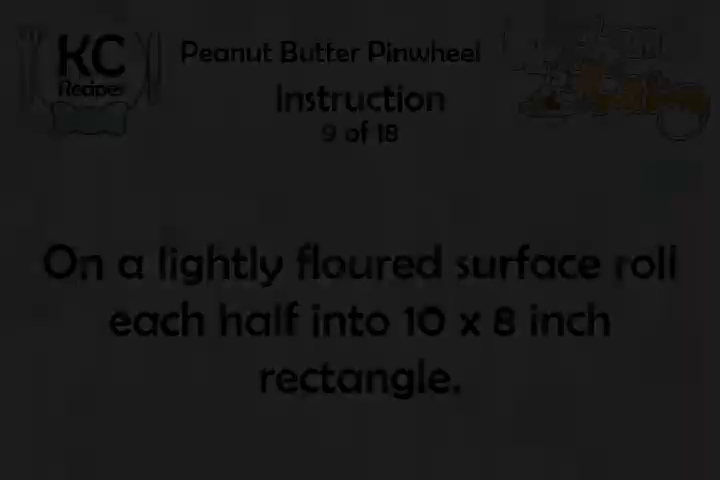 KC
Recipes
Peanut Butter Pinwheel
Instruction
9 of 18
On a lightly floured surface roll
each half into 10 x 8 inch
rectangle.